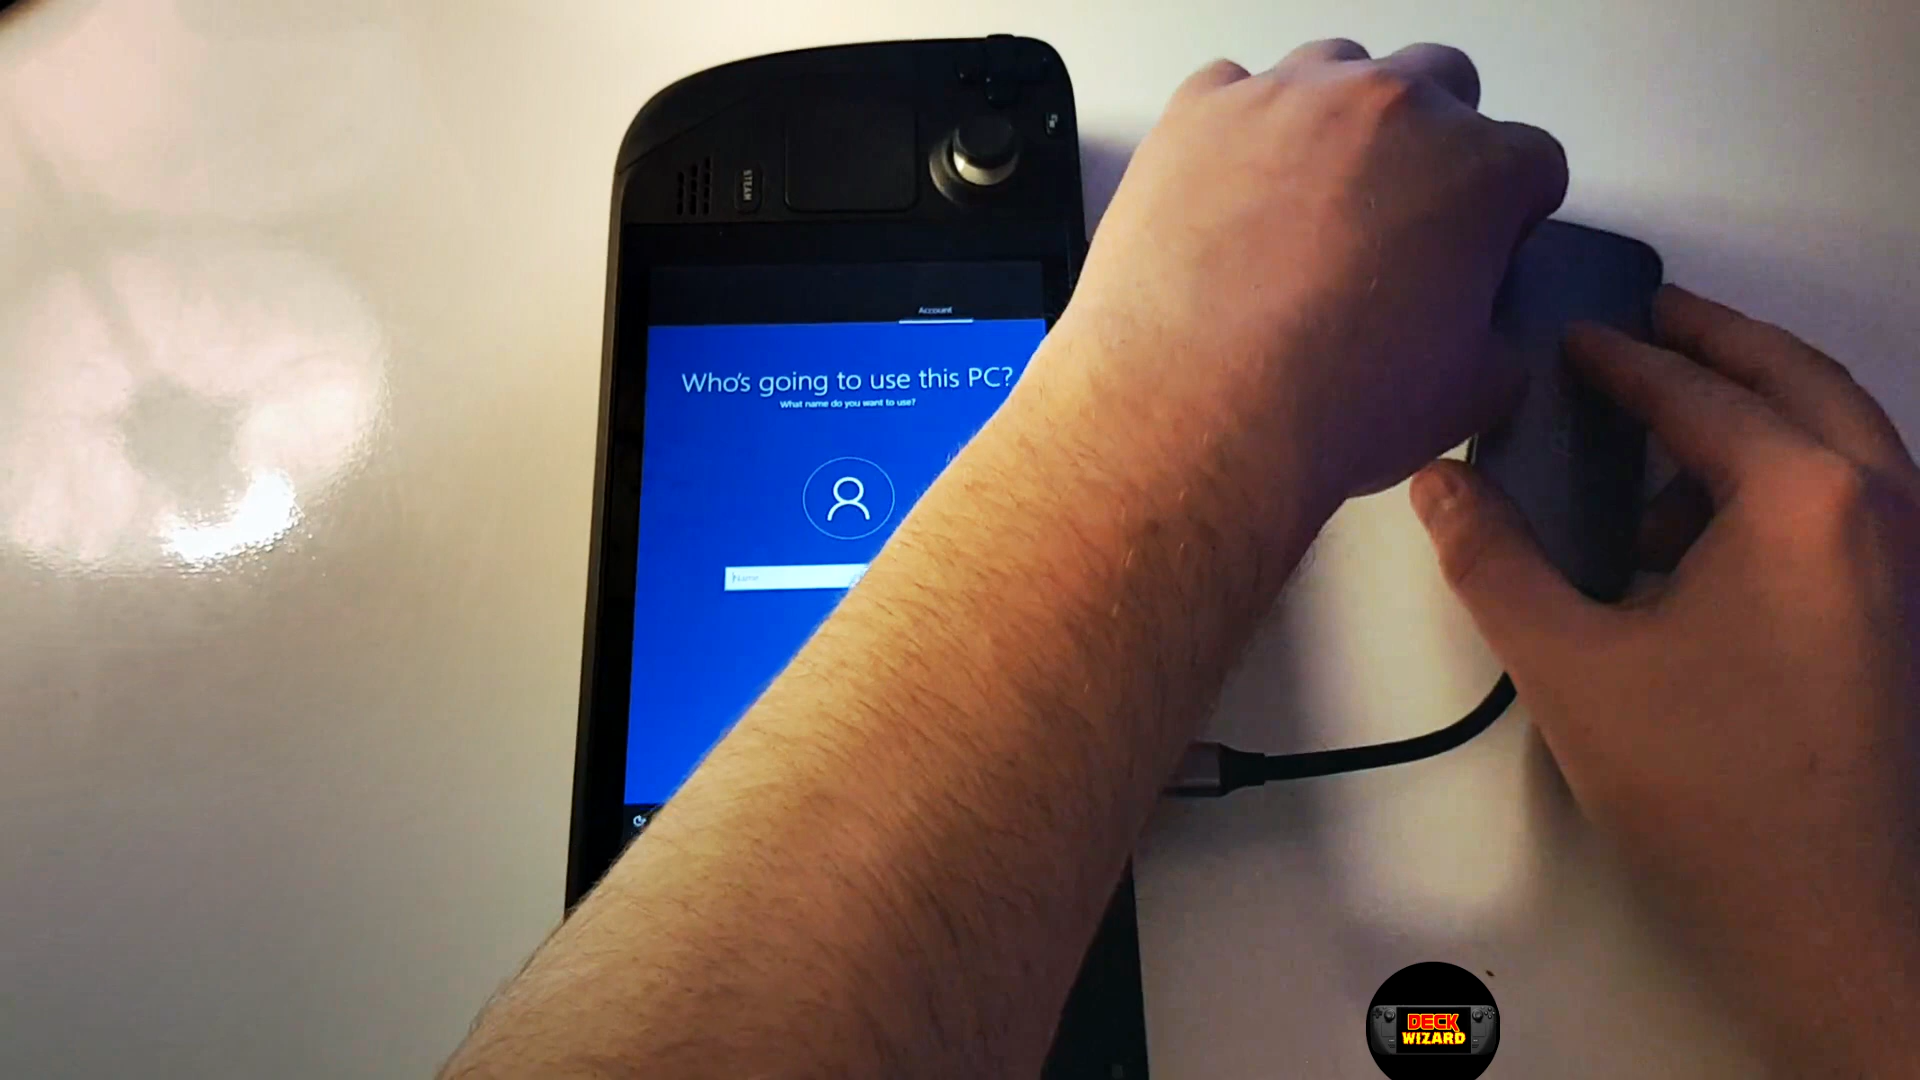 STEAM
Account
Who's going to use this PC?
What name do you want to use?
Name
DECK
WIZARD